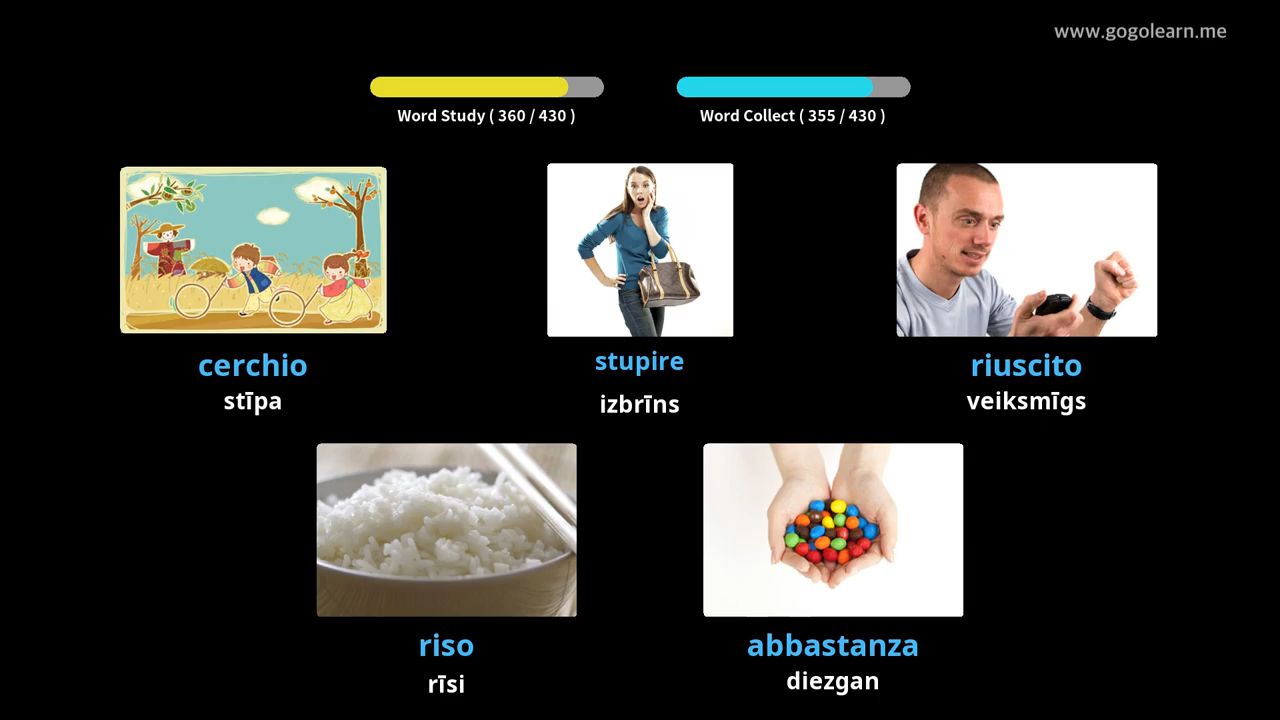 www.gogolearn.me
Word Study ( 360 / 430 )
Word Collect ( 355 / 430 )
cerchio
stīpa
stupire
izbrīns
riuscito
veiksmīgs
riso
rīsi
abbastanza
diezgan